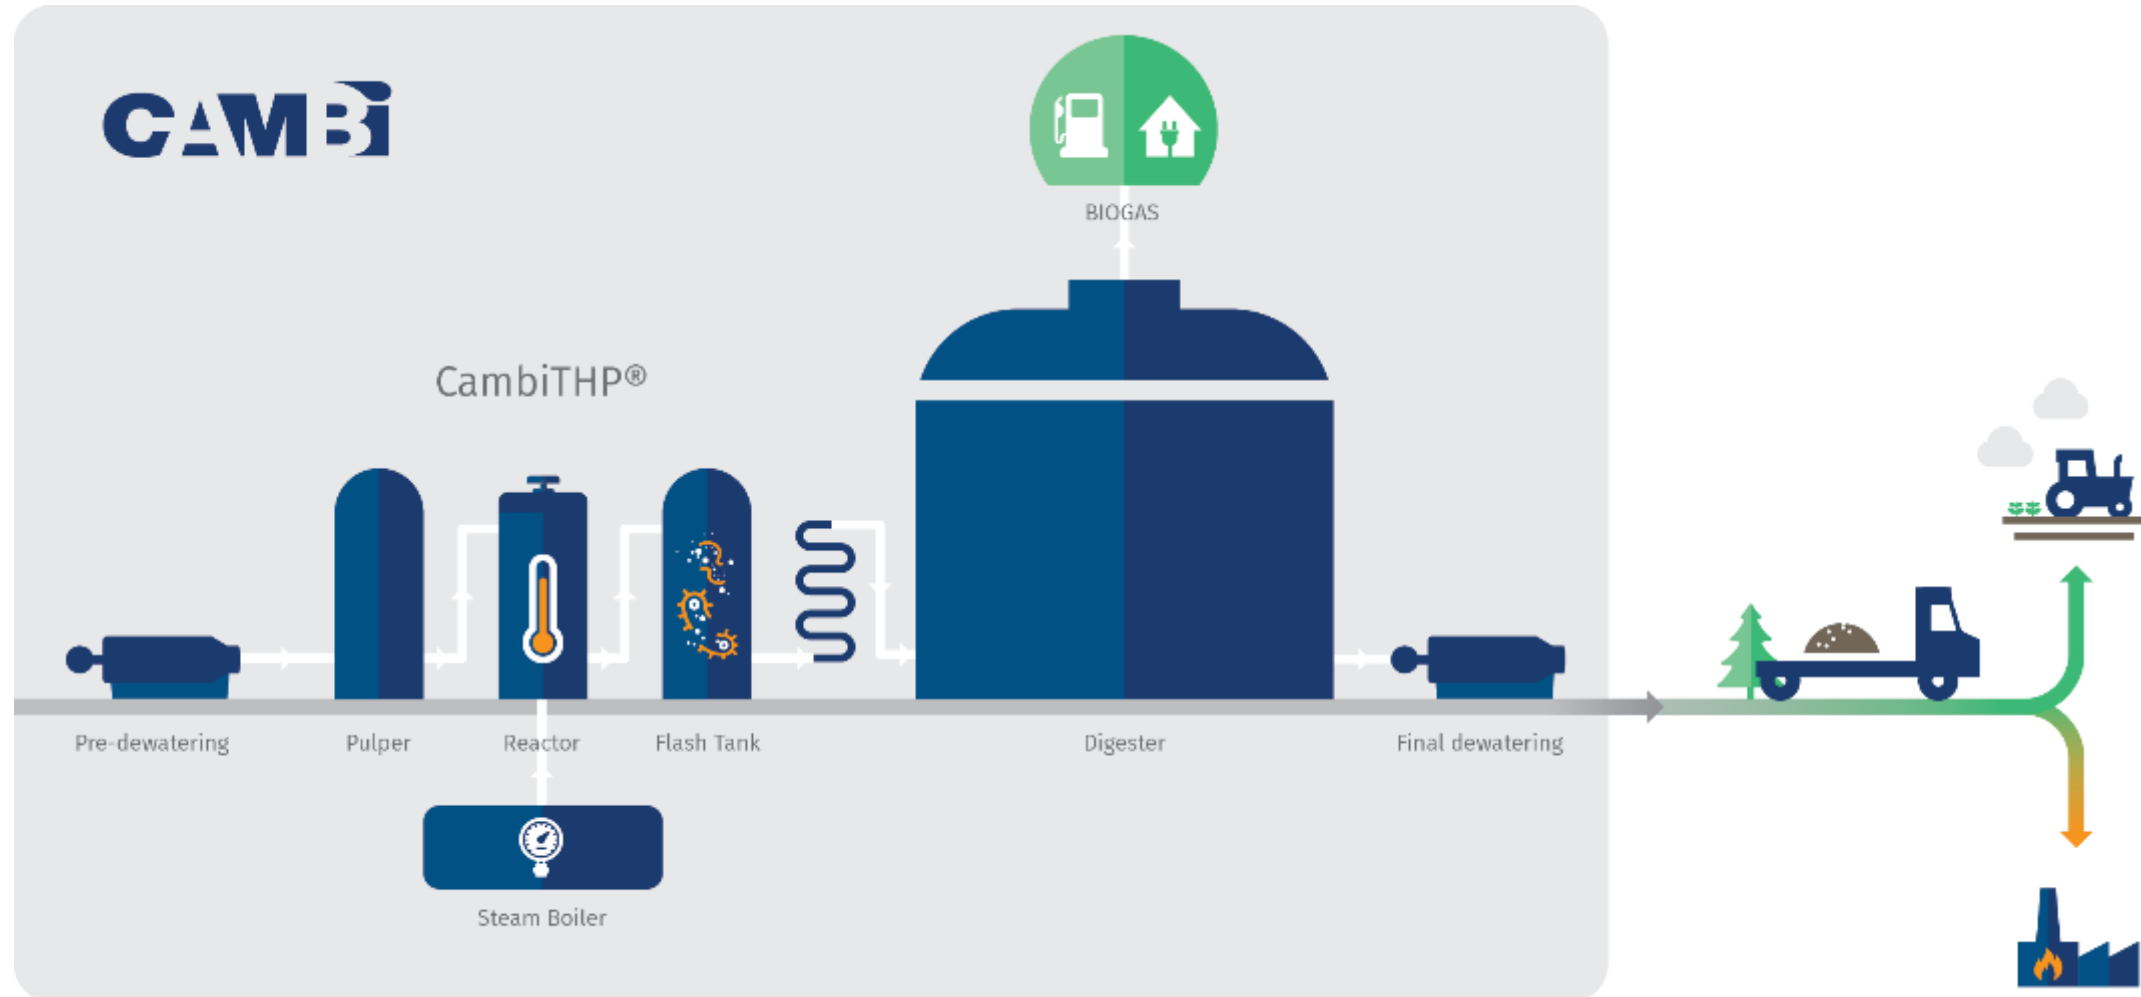 CAMBi
BIOGAS
CambiTHP®
Pre-dewatering
Pulper
Reactor
Flash Tank
Digester
Final dewatering
Steam Boiler